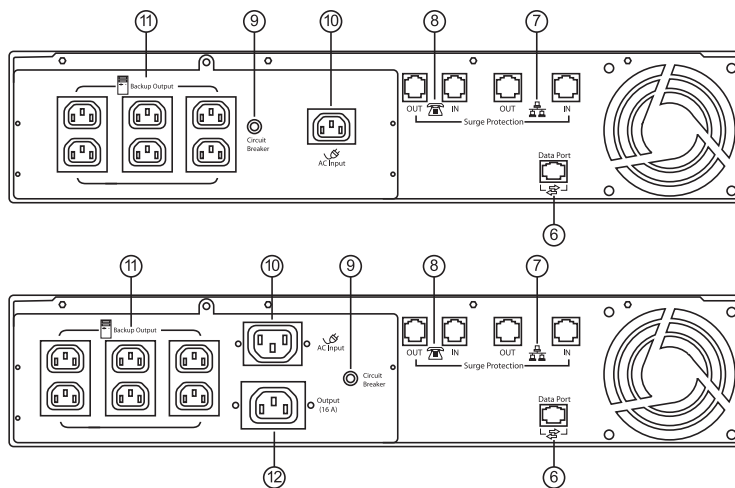 11 9 10 8 7
Backup Output
OUT IN OUT IN
Surge Protection
Circuit
Breaker
AC Input
Data Port
6
11 10 9 8 7
Backup Output
AC Input
OUT IN OUT IN
Surge Protection
Circuit
Breaker
Output
(16 A)
Data Port
12 6